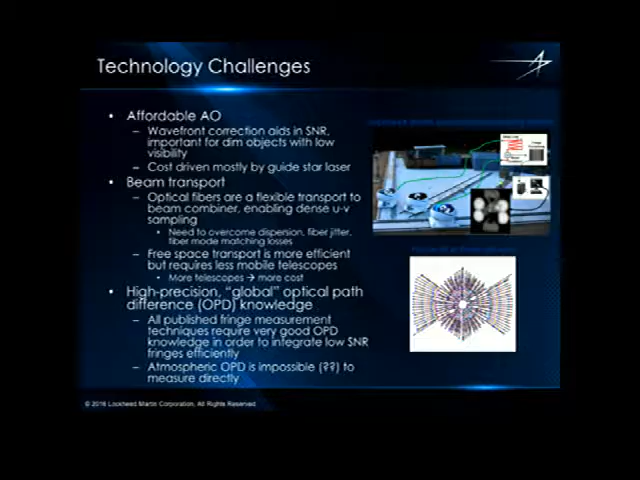 Technology Challenges
• Affordable AO
– Wavefront correction aids in SNR,
important for dim objects with low
visibility
– Cost driven mostly by guide star laser
• Beam transport
– Optical fibers are a flexible transport to
beam combiner, enabling dense u-v
sampling
• Need to overcome dispersion, fiber jitter,
fiber mode matching losses
– Free space transport is more efficient
but requires less mobile telescopes
• More telescopes → more cost
• High-precision, "global" optical path
difference (OPD) knowledge
– All published fringe measurement
techniques require very good OPD
knowledge in order to integrate low SNR
fringes efficiently
– Atmospheric OPD is impossible (??) to
measure directly
© 2016 Lockheed Martin Corporation, All Rights Reserved